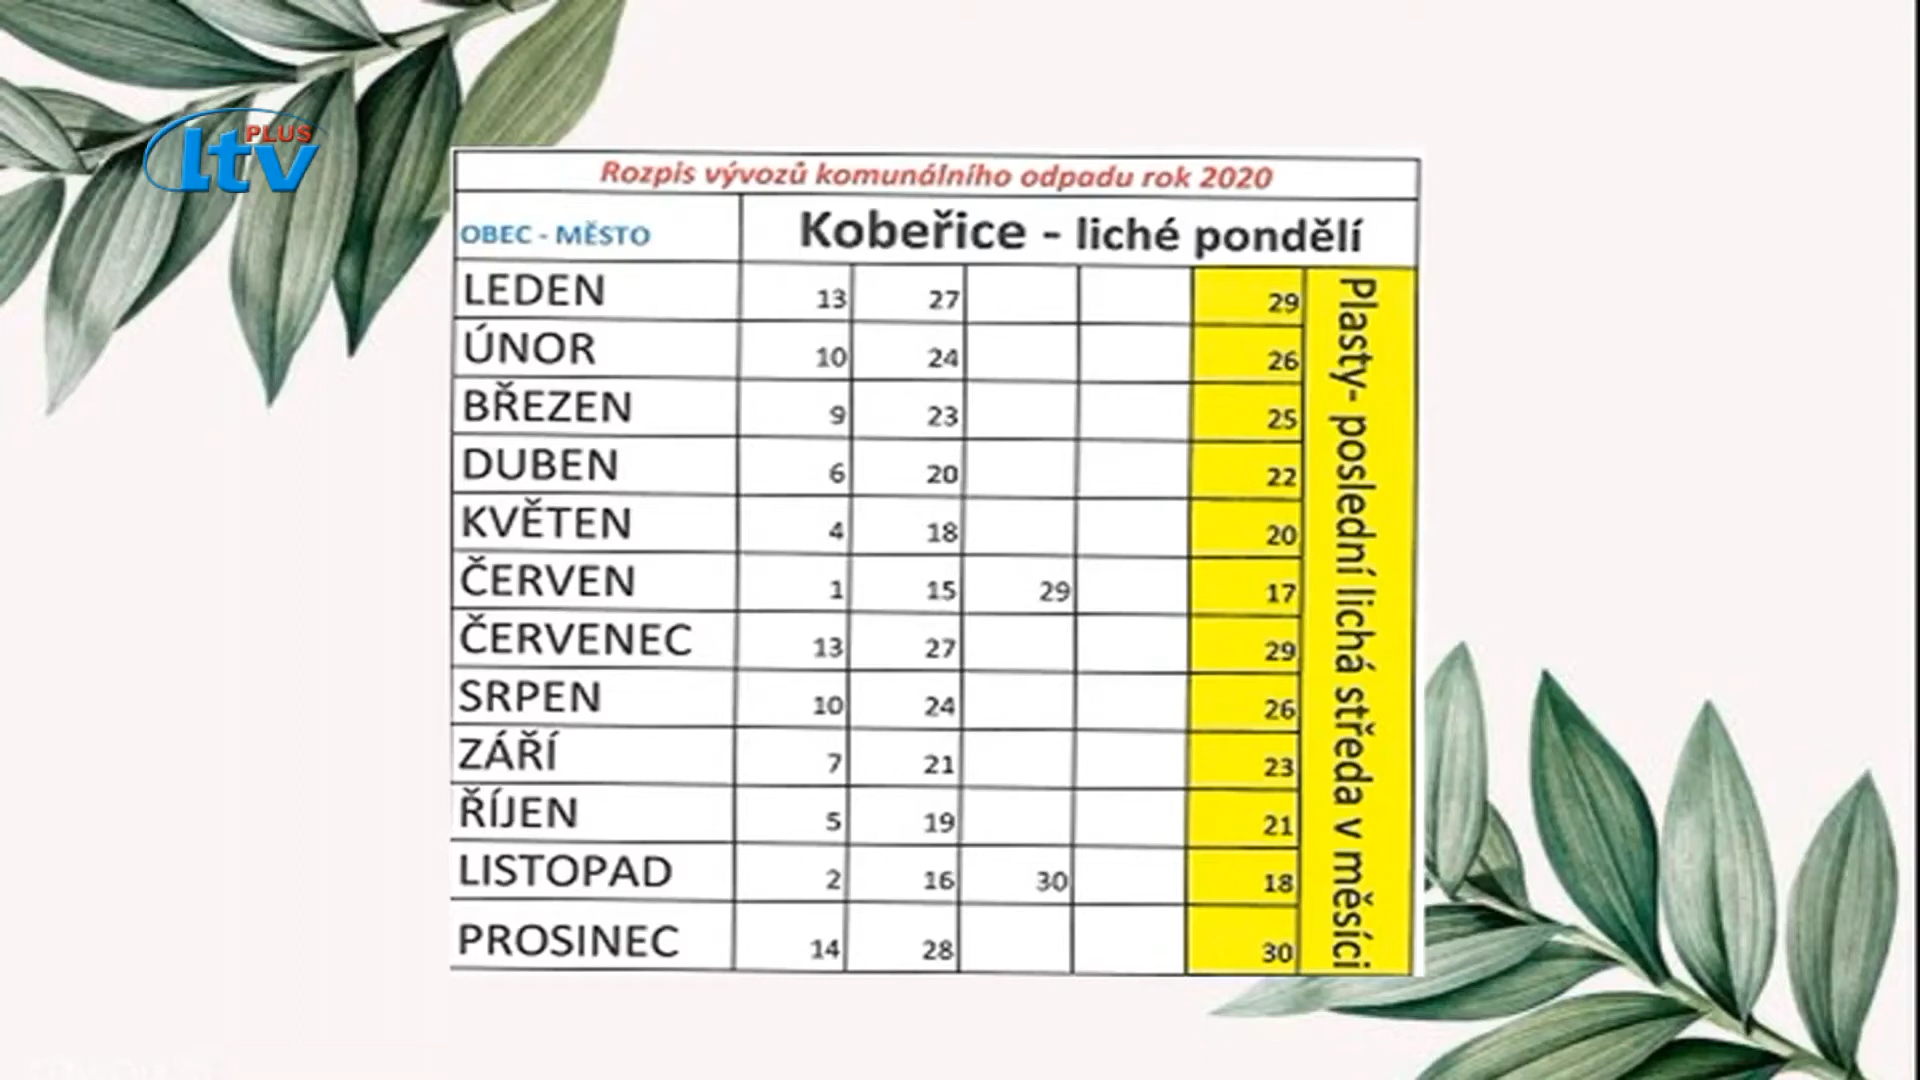 PLUS
ltv
Rozpis vývozů komunálního odpadu rok 2020
OBEC - MĚSTO Kobeřice - liché pondělí
LEDEN 13 27 29
ÚNOR 10 24 26
BŘEZEN 9 23 25
DUBEN 6 20 22
KVĚTEN 4 18 20
ČERVEN 1 15 29 17
ČERVENEC 13 27 29
SRPEN 10 24 26
ZÁŘÍ 7 21 23
ŘÍJEN 5 19 21
LISTOPAD 2 16 30 18
PROSINEC 14 28 30
Plasty- poslední lichá středa v měsíci